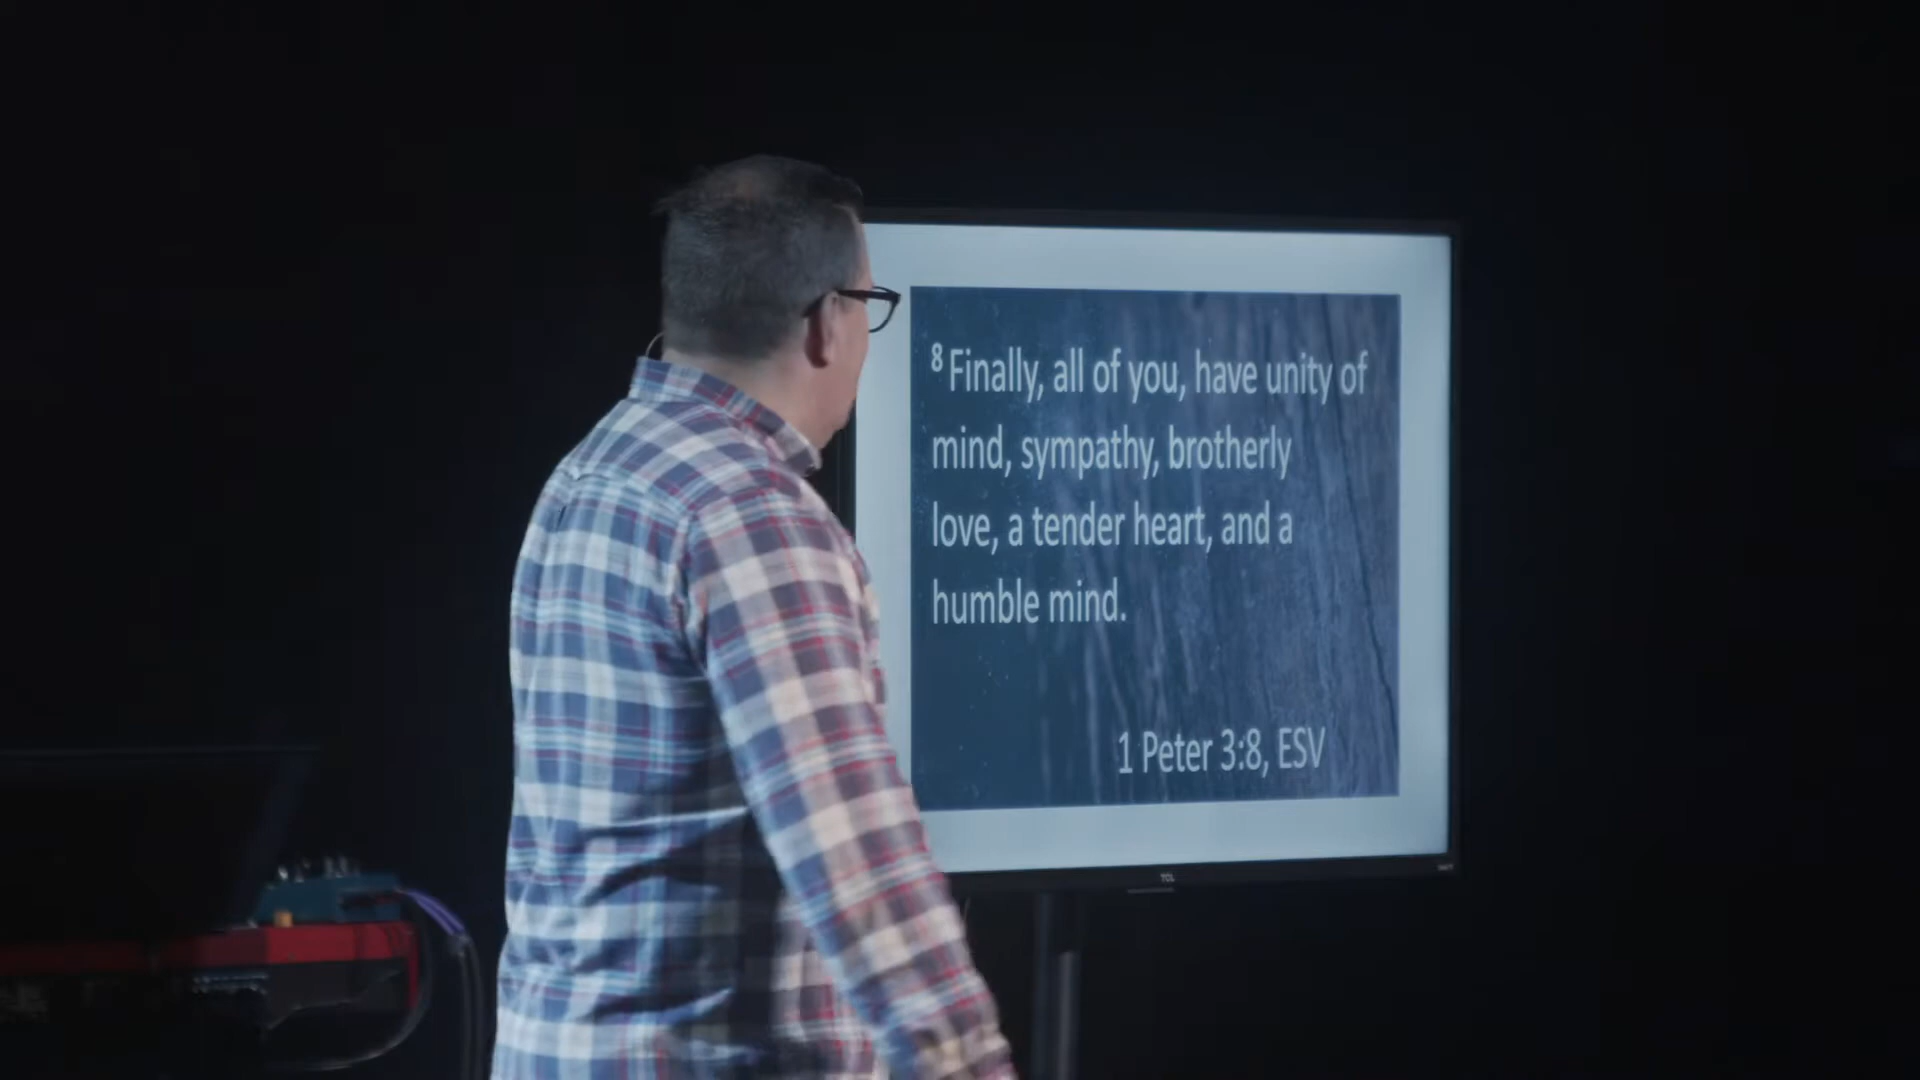 8 Finally, all of you, have unity of
mind, sympathy, brotherly
love, a tender heart, and a
humble mind.
1 Peter 3:8, ESV
TCL